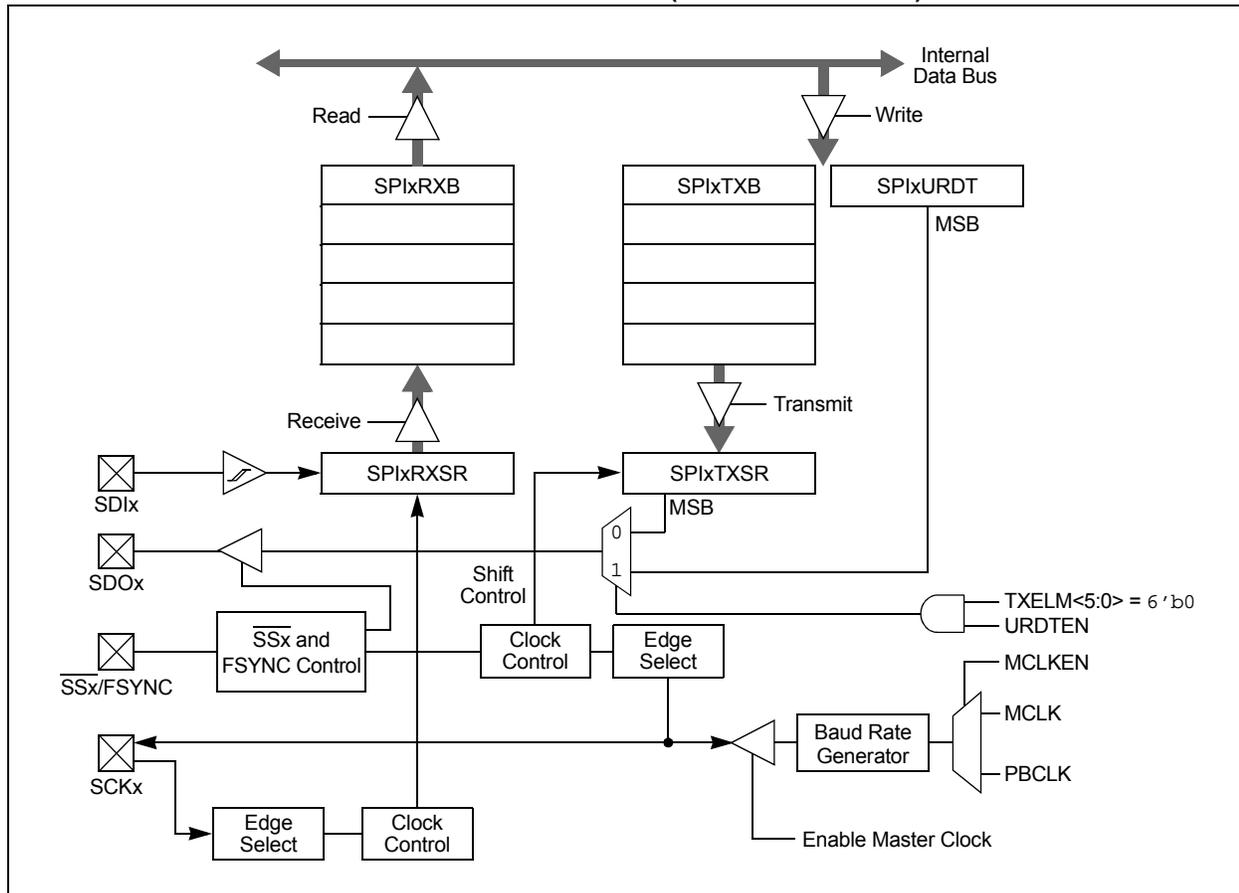 Internal
Data Bus
Read
Write
SPIxRXB
SPIxTXB
SPIxURDT
MSB
Receive
Transmit
SPIxRXSR
SPIxTXSR
SDIx
MSB
0
1
SDOx
Shift
Control
TXELM<5:0> = 6’b0
URDTEN
SSx and
FSYNC Control
Clock
Control
Edge
Select
SSx/FSYNC
MCLKEN
MCLK
Baud Rate
Generator
PBCLK
SCKx
Edge
Select
Clock
Control
Enable Master Clock